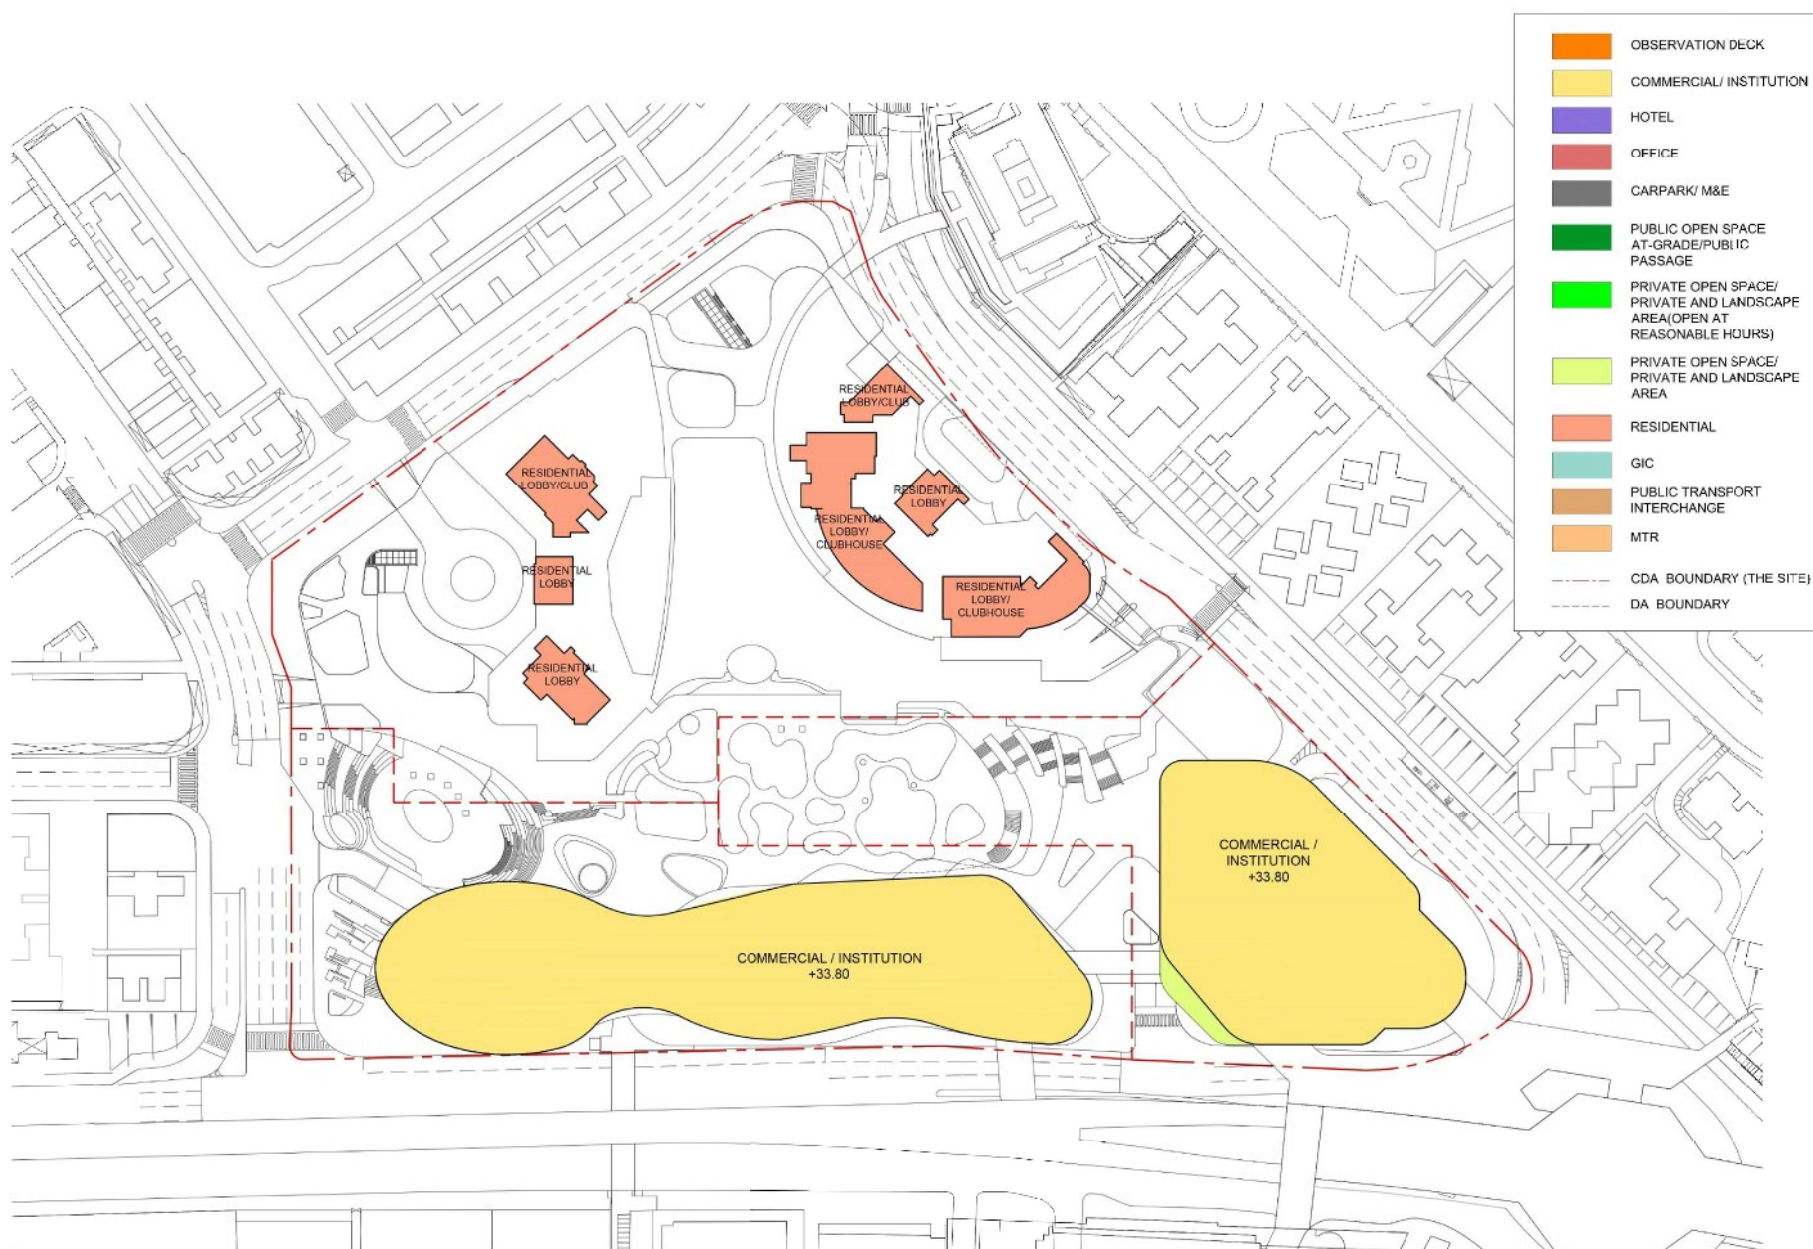 OBSERVATION DECK
COMMERCIAL/ INSTITUTION
HOTEL
OFFICE
CARPARK/ M&E
PUBLIC OPEN SPACE
AT-GRADE/PUBLIC
PASSAGE
PRIVATE OPEN SPACE/
PRIVATE AND LANDSCAPE
AREA(OPEN AT
REASONABLE HOURS)
PRIVATE OPEN SPACE/
PRIVATE AND LANDSCAPE
AREA
RESIDENTIAL
GIC
PUBLIC TRANSPORT
INTERCHANGE
MTR
CDA BOUNDARY (THE SITE)
DA BOUNDARY
RESIDENTIAL
LOBBY/CLUB
RESIDENTIAL
LOBBY/CLUB
RESIDENTIAL
LOBBY
RESIDENTIAL
LOBBY/
CLUBHOUSE
RESIDENTIAL
LOBBY
RESIDENTIAL
LOBBY/
CLUBHOUSE
RESIDENTIAL
LOBBY
COMMERCIAL /
INSTITUTION
+33.80
COMMERCIAL / INSTITUTION
+33.80